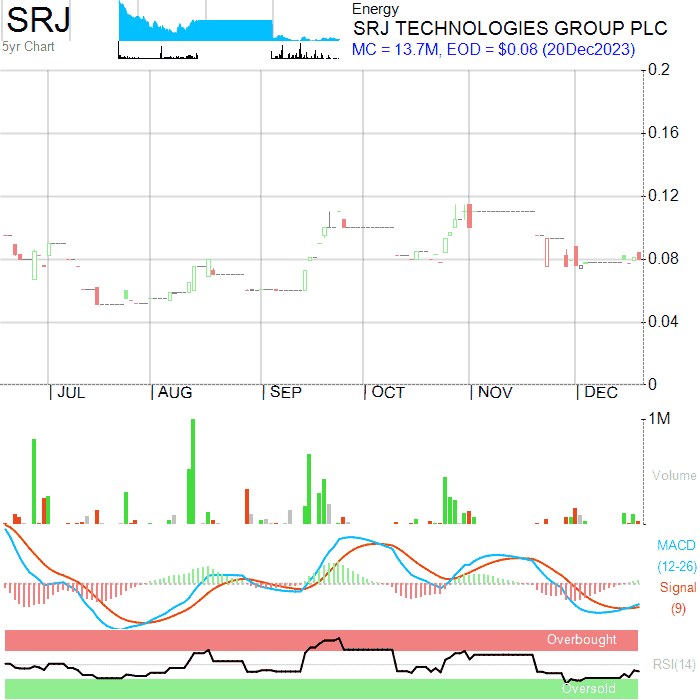 SRJ
5yr Chart
Energy
SRJ TECHNOLOGIES GROUP PLC
MC = 13.7M, EOD = $0.08 (20Dec2023)
0.2
0.16
0.12
0.08
0.04
0
JUL AUG SEP OCT NOV DEC
1M
Volume
MACD
(12-26)
Signal
(9)
Overbought
RSI(14)
Oversold